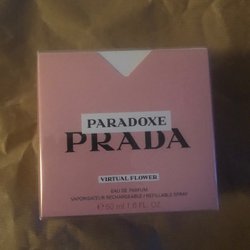 PARADOXE
PRADA
VIRTUAL FLOWER
EAU DE PARFUM
VAPORISATEUR RECHARGEABLE / REFILLABLE SPRAY
℮ 50 ml 1.6 FL. OZ.